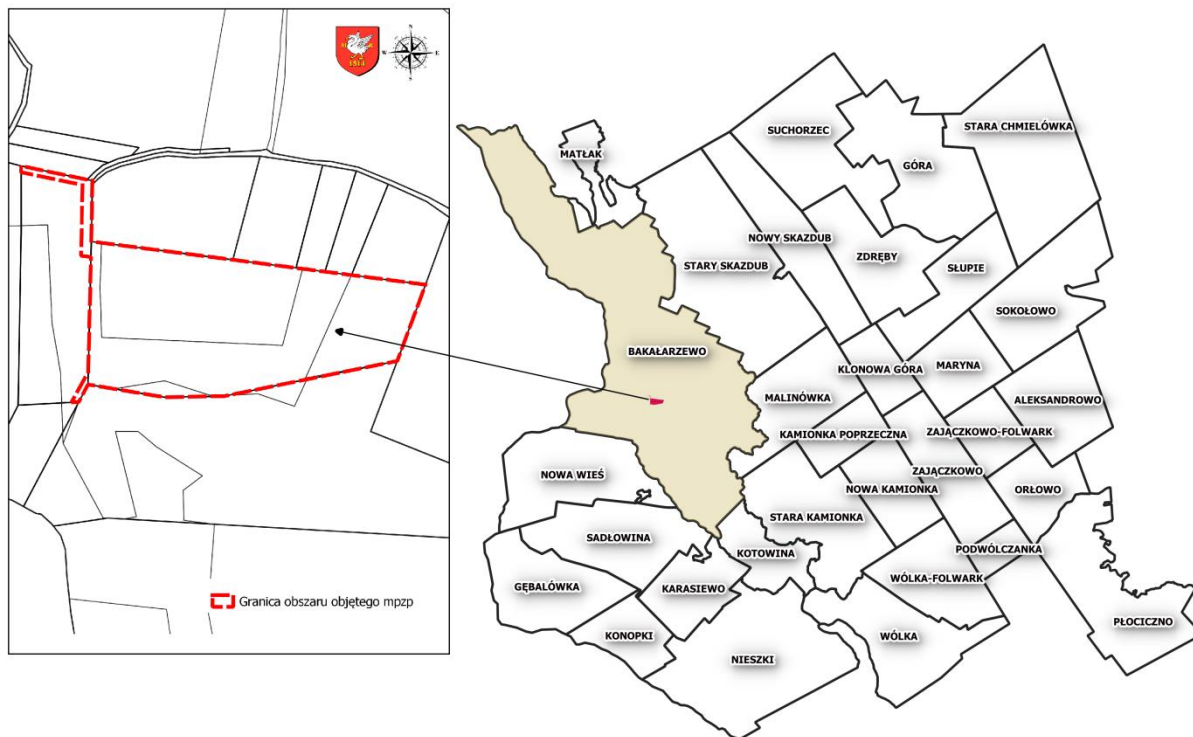 N
W
E
S
1514
Granica obszaru objętego mpzp
MATŁAK
SUCHORZEC
STARA CHMIELÓWKA
GÓRA
NOWY SKAZDUB
STARY SKAZDUB
ZDRĘBY
SŁUPIE
SOKOŁOWO
BAKAŁARZEWO
KLONOWA GÓRA
MARYNA
MALINÓWKA
ALEKSANDROWO
KAMIONKA POPRZECZNA
ZAJĄCZKOWO-FOLWARK
NOWA WIEŚ
ZAJĄCZKOWO
NOWA KAMIONKA
ORŁOWO
STARA KAMIONKA
SADŁOWINA
KOTOWINA
PODWÓLCZANKA
WÓLKA-FOLWARK
GĘBALÓWKA
KARASIEWO
PŁOCICZNO
KONOPKI
WÓLKA
NIESZKI